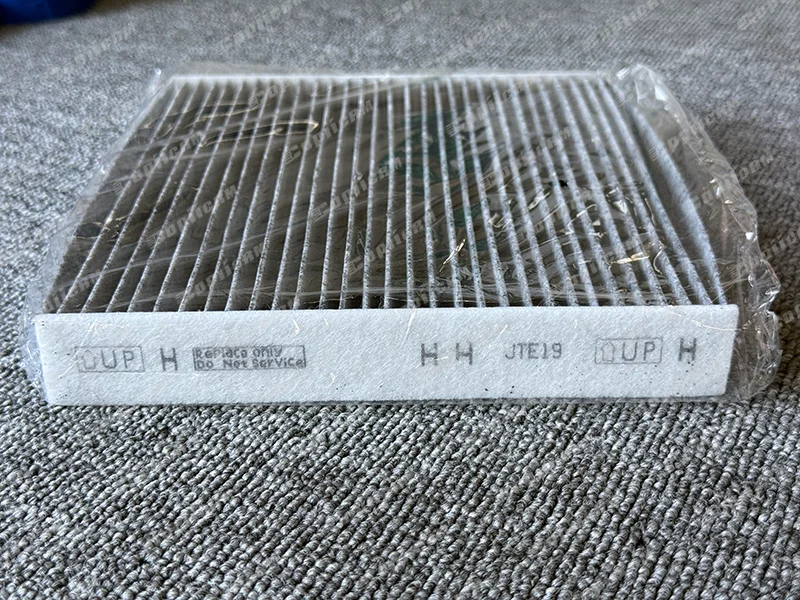 UP H Replace only H H JTE19 UP H
Do Not Service